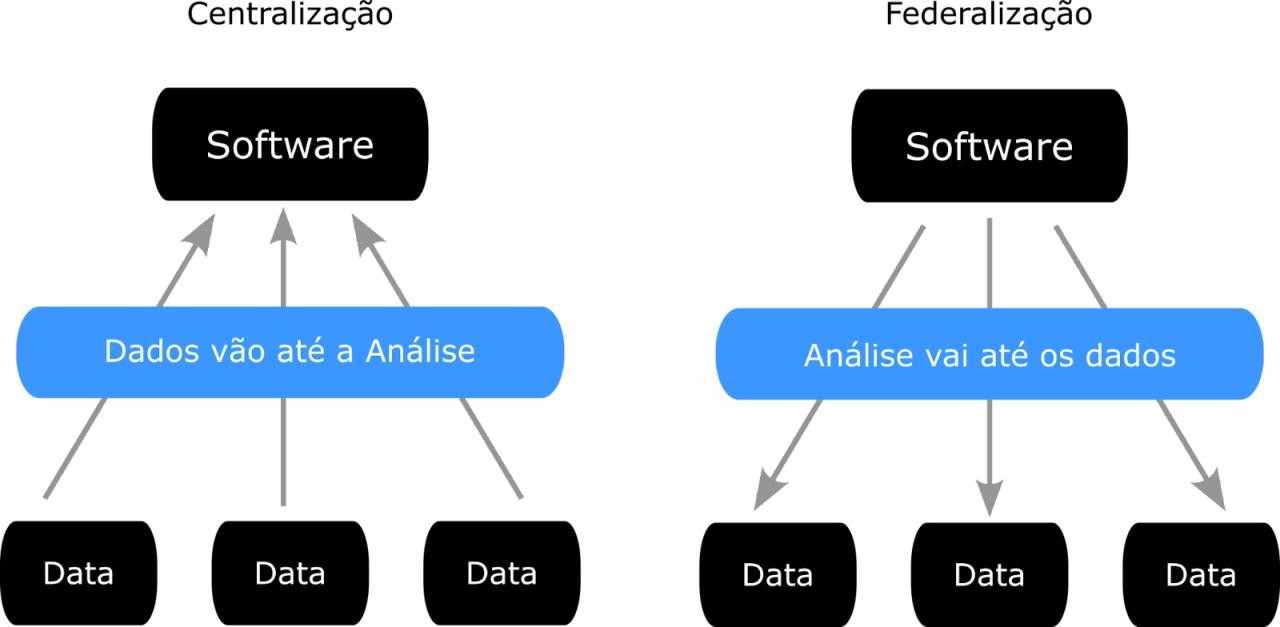 Centralização
Federalização
Software
Software
Dados vão até a Análise
Análise vai até os dados
Data
Data
Data
Data
Data
Data